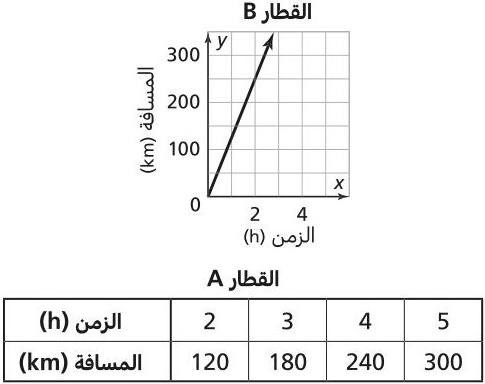 القطار B
y
300
200
100
0
المسافة (km)
x
2 4
الزمن (h)
القطار A
الزمن (h) 2 3 4 5
المسافة (km) 120 180 240 300